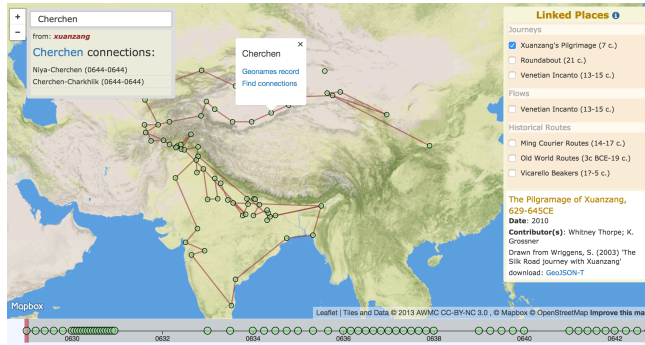 +
−
Cherchen
from: xuanzang
Cherchen connections:
Niya-Cherchen (0644-0644)
Cherchen-Charkhlik (0644-0644)
×
Cherchen
Geonames record
Find connections
Linked Places
Journeys
Xuanzang's Pilgrimage (7 c.)
Roundabout (21 c.)
Venetian Incanto (13-15 c.)
Flows
Venetian Incanto (13-15 c.)
Historical Routes
Ming Courier Routes (14-17 c.)
Old World Routes (3c BCE-19 c.)
Vicarello Beakers (17-5 c.)
The Pilgramage of Xuanzang,
629-645CE
Date: 2010
Contributor(s): Whitney Thorpe; K.
Grossner
Drawn from Wriggens, S. (2003) 'The
Silk Road journey with Xuanzang'
download: GeoJSON-T
Mapbox
Leaflet | Tiles and Data © 2013 AWMC CC-BY-NC 3.0 , © Mapbox © OpenStreetMap Improve this ma
0630 0632 0634 0636 0638 0640 0642